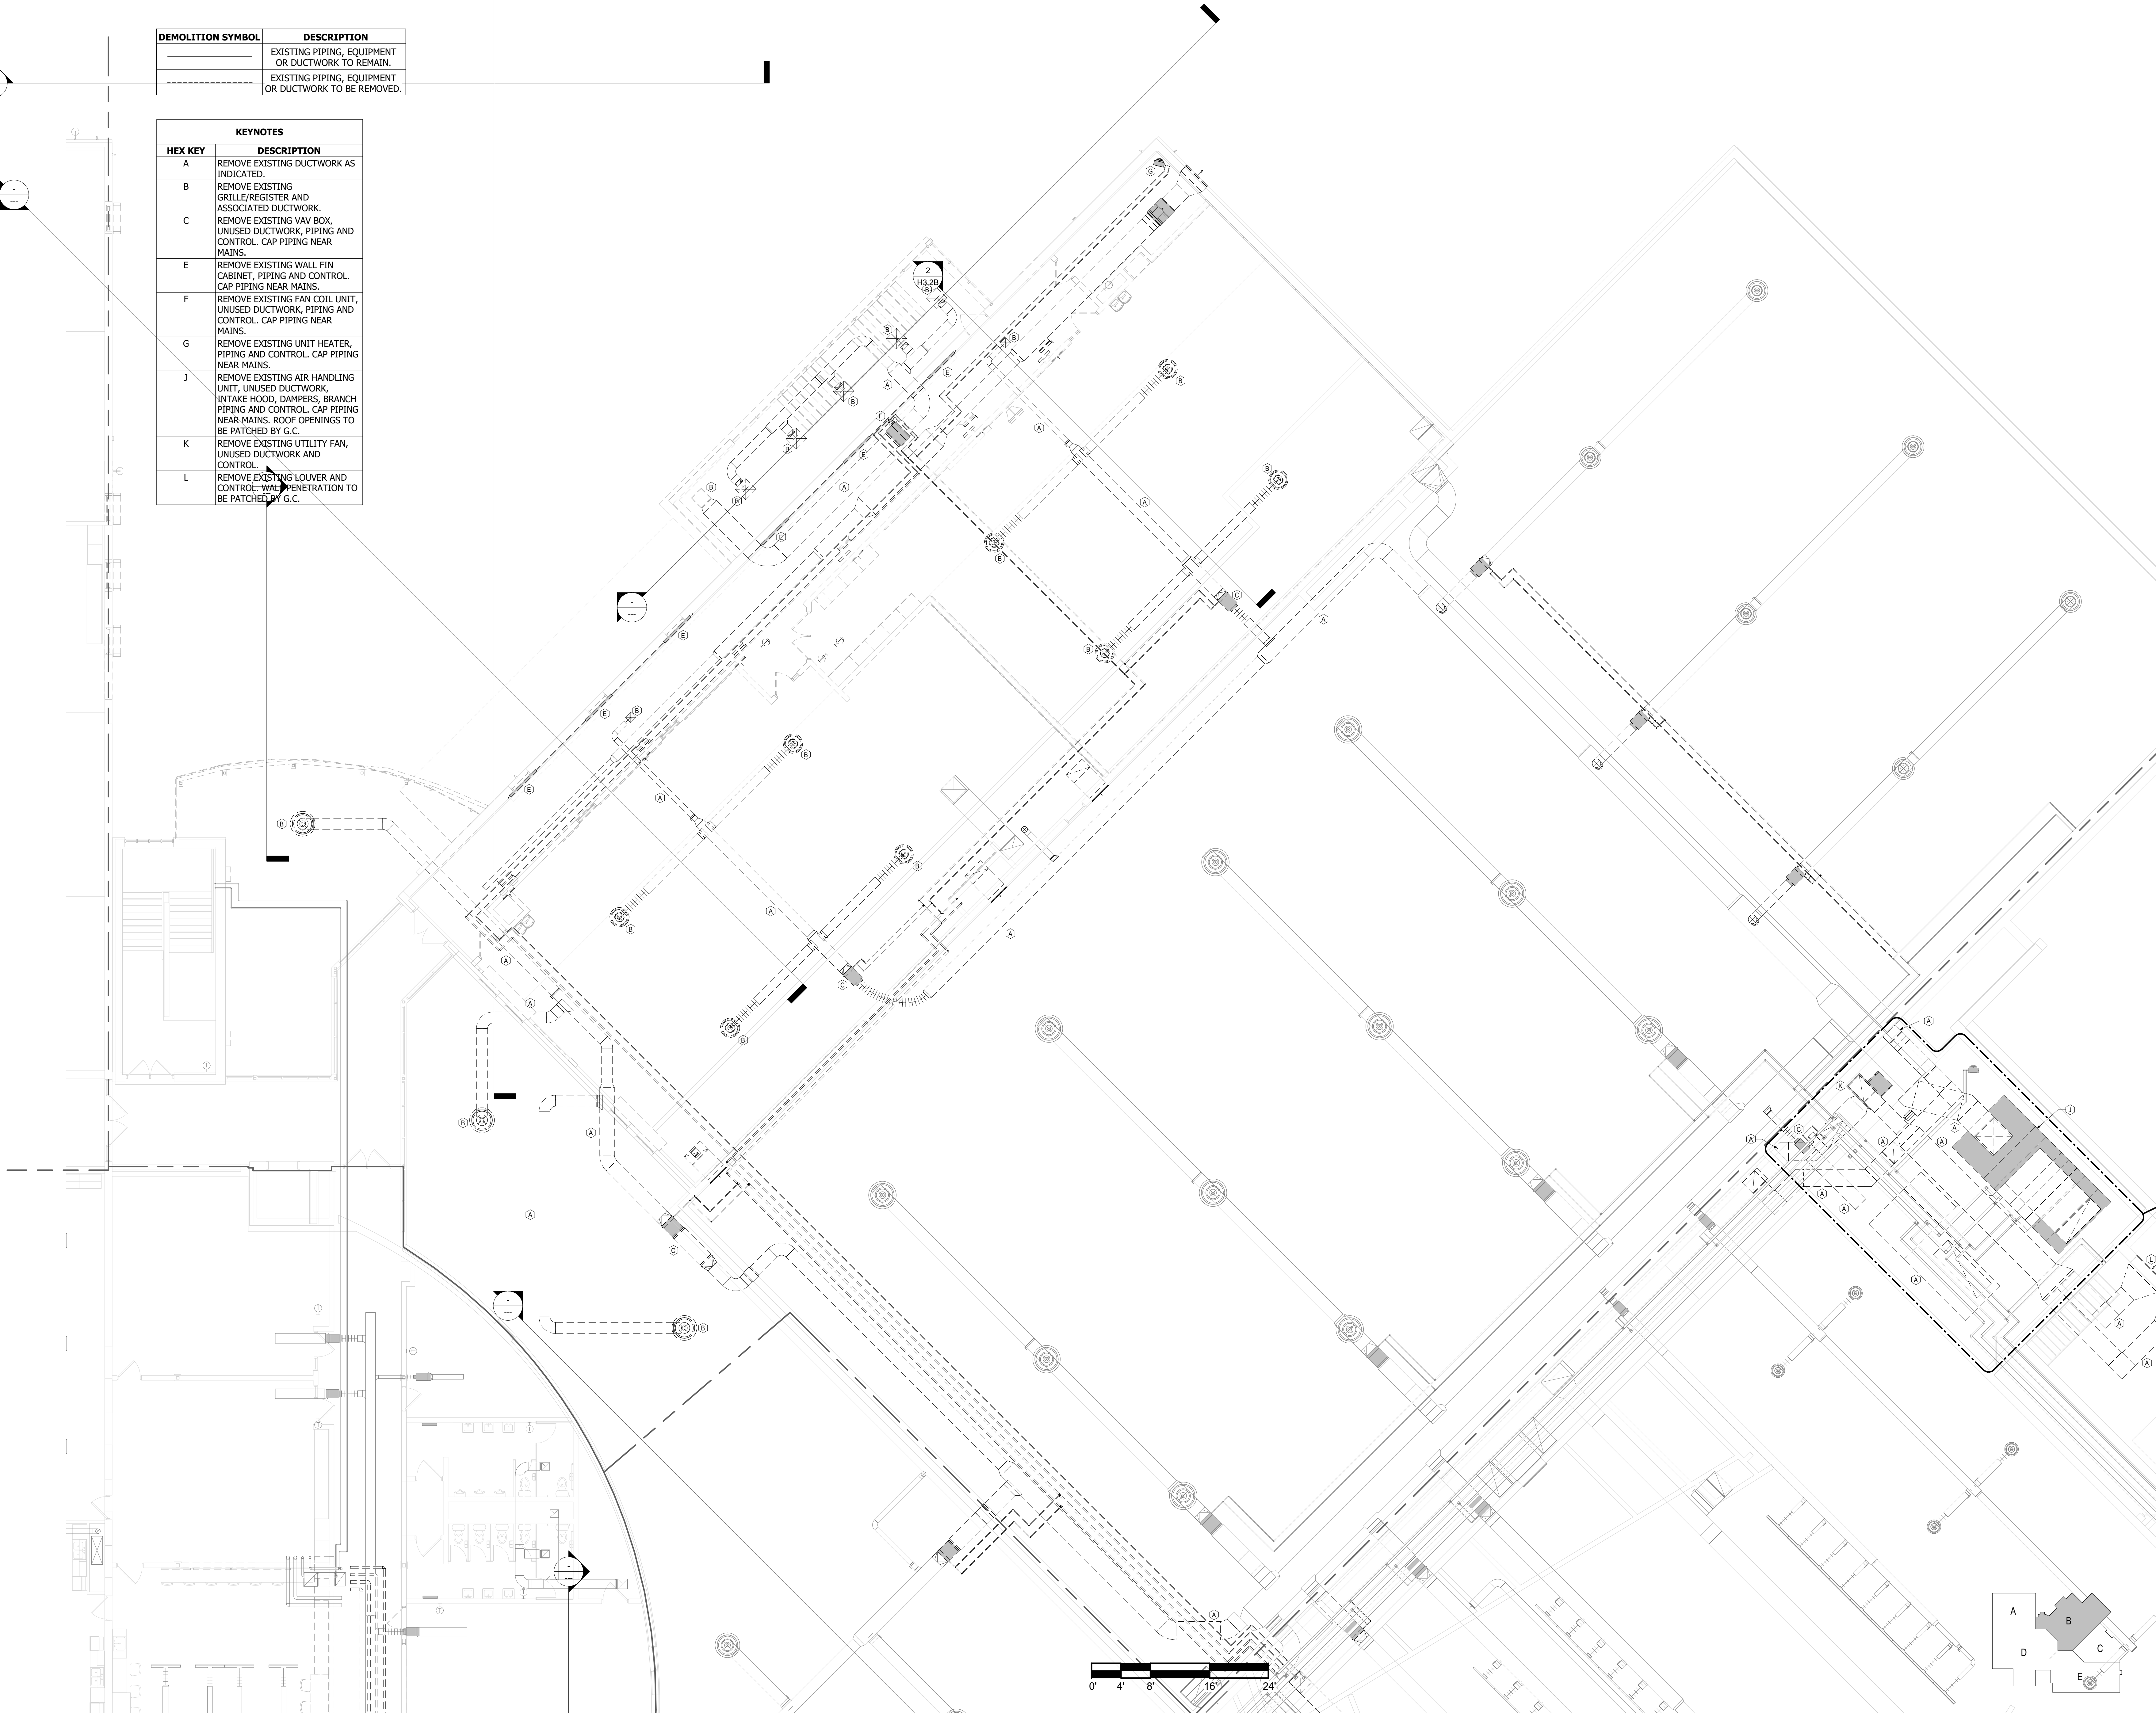 DEMOLITION SYMBOL DESCRIPTION
EXISTING PIPING, EQUIPMENT
OR DUCTWORK TO REMAIN.
EXISTING PIPING, EQUIPMENT
OR DUCTWORK TO BE REMOVED.
KEYNOTES
HEX KEY DESCRIPTION
A REMOVE EXISTING DUCTWORK AS
INDICATED.
B REMOVE EXISTING
GRILLE/REGISTER AND
ASSOCIATED DUCTWORK.
C REMOVE EXISTING VAV BOX,
UNUSED DUCTWORK, PIPING AND
CONTROL. CAP PIPING NEAR
MAINS.
E REMOVE EXISTING WALL FIN
CABINET, PIPING AND CONTROL.
CAP PIPING NEAR MAINS.
F REMOVE EXISTING FAN COIL UNIT,
UNUSED DUCTWORK, PIPING AND
CONTROL. CAP PIPING NEAR
MAINS.
G REMOVE EXISTING UNIT HEATER,
PIPING AND CONTROL. CAP PIPING
NEAR MAINS.
J REMOVE EXISTING AIR HANDLING
UNIT, UNUSED DUCTWORK,
INTAKE HOOD, DAMPERS, BRANCH
PIPING AND CONTROL. CAP PIPING
NEAR MAINS. ROOF OPENINGS TO
BE PATCHED BY G.C.
K REMOVE EXISTING UTILITY FAN,
UNUSED DUCTWORK AND
CONTROL.
L REMOVE EXISTING LOUVER AND
CONTROL. WALL PENETRATION TO
BE PATCHED BY G.C.
G
2
H3.2B
B
B
B
A
E
B
B
F
A
B
B
E
A
B
B
A
B
E
B
C
A
B
E
E
B
B
E
A
B
B
B
A
A
B
A
C
A
B
A
B
A
A
C
B
A
K
J
A
C
A
A
A
A
A
A
L
A
A
A
0' 4' 8' 16' 24'
A
B
D
C
E